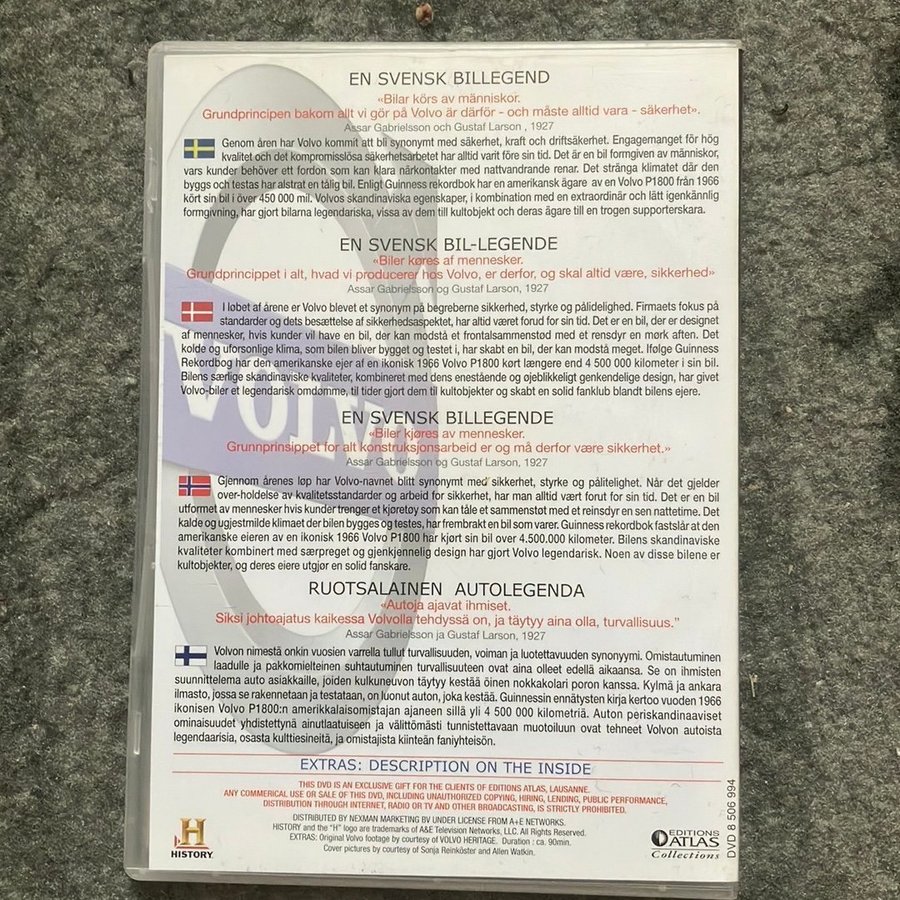 EN SVENSK BILLEGEND
«Bilar körs av människor.
Grundprincipen bakom allt vi gör på Volvo är därför - och måste alltid vara - säkerhet».
Assar Gabrielsson och Gustaf Larson , 1927
Genom åren har Volvo kommit att bli synonymt med säkerhet, kraft och driftsäkerhet. Engagemanget för hög
kvalitet och det kompromisslösa säkerhetsarbetet har alltid varit före sin tid. Det är en bil formgiven av människor,
vars kunder behöver ett fordon som kan klara närkontakter med nattvandrande renar. Det stränga klimatet där den
byggs och testas har alstrat en tålig bil. Enligt Guinness rekordbok har en amerikansk ägare av en Volvo P1800 från 1966
kört sin bil i över 450 000 mil. Volvos skandinaviska egenskaper, i kombination med en extraordinär och lätt igenkännlig
formgivning, har gjort bilarna legendariska, vissa av dem till kultobjekt och deras ägare till en trogen supporterskara.
EN SVENSK BIL-LEGENDE
«Biler køres af mennesker.
Grundprincippet i alt, hvad vi producerer hos Volvo, er derfor, og skal altid være, sikkerhed»
Assar Gabrielsson og Gustaf Larson, 1927
I løbet af årene er Volvo blevet et synonym på begreberne sikkerhed, styrke og pålidelighed. Firmaets fokus på
standarder og dets besættelse af sikkerhedsaspektet, har altid været forud for sin tid. Det er en bil, der er designet
af mennesker, hvis kunder vil have en bil, der kan modstå et frontalsammenstød med et rensdyr en mørk aften. Det
kolde og uforsonlige klima, som bilen bliver bygget og testet i, har skabt en bil, der kan modstå meget. Ifølge Guinness
Rekordbog har den amerikanske ejer af en ikonisk 1966 Volvo P1800 kørt længere end 4 500 000 kilometer i sin bil.
Bilens særlige skandinaviske kvaliteter, kombineret med dens enestående og øjeblikkeligt genkendelige design, har givet
Volvo-biler et legendarisk omdømme, til tider gjort dem til kultobjekter og skabt en solid fanklub blandt bilens ejere.
VOLVO
EN SVENSK BILLEGENDE
«Biler kjøres av mennesker.
Grunnprinsippet for alt konstruksjonsarbeid er og må derfor være sikkerhet.»
Assar Gabrielsson og Gustaf Larson, 1927
Gjennom årenes løp har Volvo-navnet blitt synonymt med sikkerhet, styrke og pålitelighet. Når det gjelder
over-holdelse av kvalitetsstandarder og arbeid for sikkerhet, har man alltid vært forut for sin tid. Det er en bil
utformet av mennesker hvis kunder trenger et kjøretøy som kan tåle et sammenstøt med et reinsdyr en sen nattetime. Det
kalde og ugjestmilde klimaet der bilen bygges og testes, har frembrakt en bil som varer. Guinness rekordbok fastslår at den
amerikanske eieren av en ikonisk 1966 Volvo P1800 har kjørt sin bil over 4.500.000 kilometer. Bilens skandinaviske
kvaliteter kombinert med særpreget og gjenkjennelig design har gjort Volvo legendarisk. Noen av disse bilene er
kultobjekter, og deres eiere utgjør en solid fanskare.
RUOTSALAINEN AUTOLEGENDA
«Autoja ajavat ihmiset.
Siksi johtoajatus kaikessa Volvolla tehdyssä on, ja täytyy aina olla, turvallisuus.”
Assar Gabrielsson ja Gustaf Larson, 1927
Volvon nimestä onkin vuosien varrella tullut turvallisuuden, voiman ja luotettavuuden synonyymi. Omistautuminen
laadulle ja pakkomielteinen suhtautuminen turvallisuuteen ovat aina olleet edellä aikaansa. Se on ihmisten
suunnittelema auto asiakkaille, joiden kulkuneuvon täytyy kestää öinen nokkakolari poron kanssa. Kylmä ja ankara
ilmasto, jossa se rakennetaan ja testataan, on luonut auton, joka kestää. Guinnessin ennätysten kirja kertoo vuoden 1966
ikonisen Volvo P1800:n amerikkalaisomistajan ajaneen sillä yli 4 500 000 kilometriä. Auton periskandinaaviset
ominaisuudet yhdistettynä ainutlaatuiseen ja välittömästi tunnistettavaan muotoiluun ovat tehneet Volvon autoista
legendaarisia, osasta kulttiesineitä, ja omistajista kiinteän faniyhteisön.
EXTRAS: DESCRIPTION ON THE INSIDE
THIS DVD IS AN EXCLUSIVE GIFT FOR THE CLIENTS OF EDITIONS ATLAS, LAUSANNE.
ANY COMMERICAL USE OR SALE OF THIS DVD, INCLUDING UNAUTHORIZED COPYING, HIRING, LENDING, PUBLIC PERFORMANCE,
DISTRIBUTION THROUGH INTERNET, RADIO OR TV AND OTHER BROADCASTING, IS STRICTLY PROHIBITED.
DISTRIBUTED BY NEXMAN MARKETING BV UNDER LICENSE FROM A+E NETWORKS.
HISTORY and the "H" logo are trademarks of A&E Television Networks, LLC. All Rights Reserved.
EXTRAS: Original Volvo footage by courtesy of VOLVO HERITAGE. Duration : ca. 90min.
Cover pictures by courtesy of Sonja Reinköster and Allen Watkin.
H
HISTORY
EDITIONS
ATLAS
Collections
DVD 8 506 994